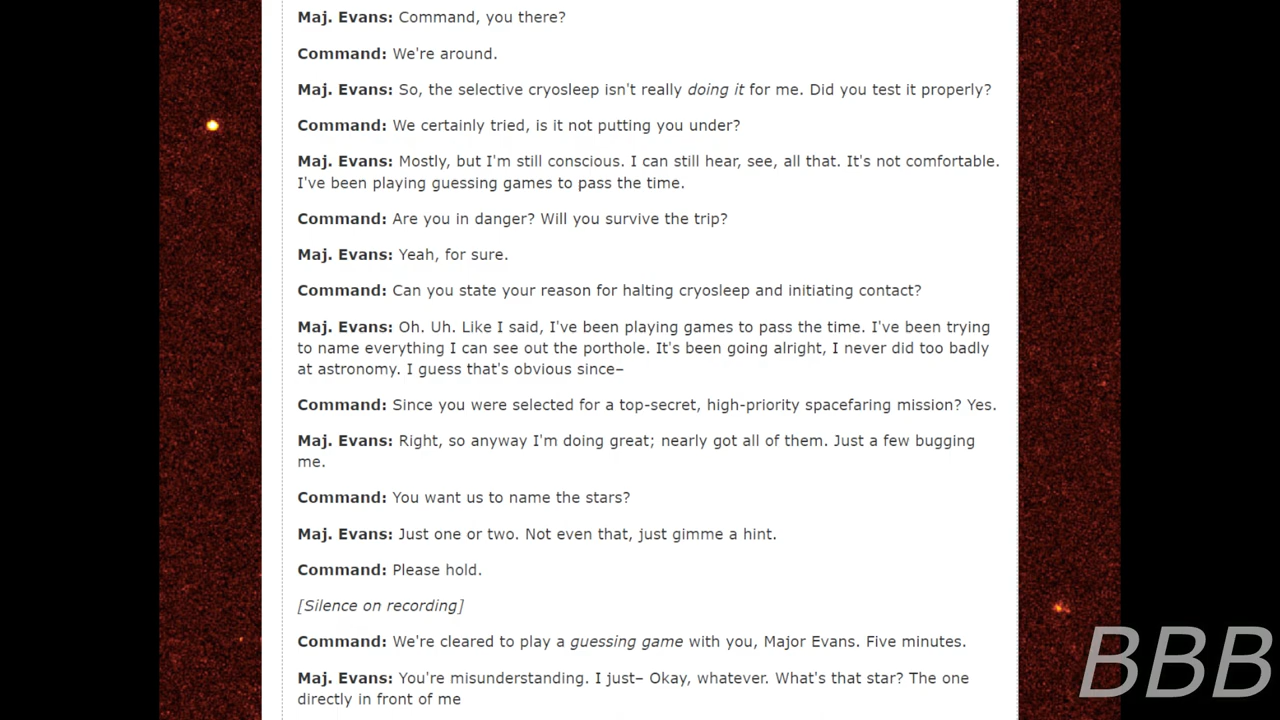 Maj. Evans: Command, you there?
Command: We're around.
Maj. Evans: So, the selective cryosleep isn't really doing it for me. Did you test it properly?
Command: We certainly tried, is it not putting you under?
Maj. Evans: Mostly, but I'm still conscious. I can still hear, see, all that. It's not comfortable.
I've been playing guessing games to pass the time.
Command: Are you in danger? Will you survive the trip?
Maj. Evans: Yeah, for sure.
Command: Can you state your reason for halting cryosleep and initiating contact?
Maj. Evans: Oh. Uh. Like I said, I've been playing games to pass the time. I've been trying
to name everything I can see out the porthole. It's been going alright, I never did too badly
at astronomy. I guess that's obvious since–
Command: Since you were selected for a top-secret, high-priority spacefaring mission? Yes.
Maj. Evans: Right, so anyway I'm doing great; nearly got all of them. Just a few bugging
me.
Command: You want us to name the stars?
Maj. Evans: Just one or two. Not even that, just gimme a hint.
Command: Please hold.
[Silence on recording]
Command: We're cleared to play a guessing game with you, Major Evans. Five minutes.
Maj. Evans: You're misunderstanding. I just– Okay, whatever. What's that star? The one
directly in front of me
BBB